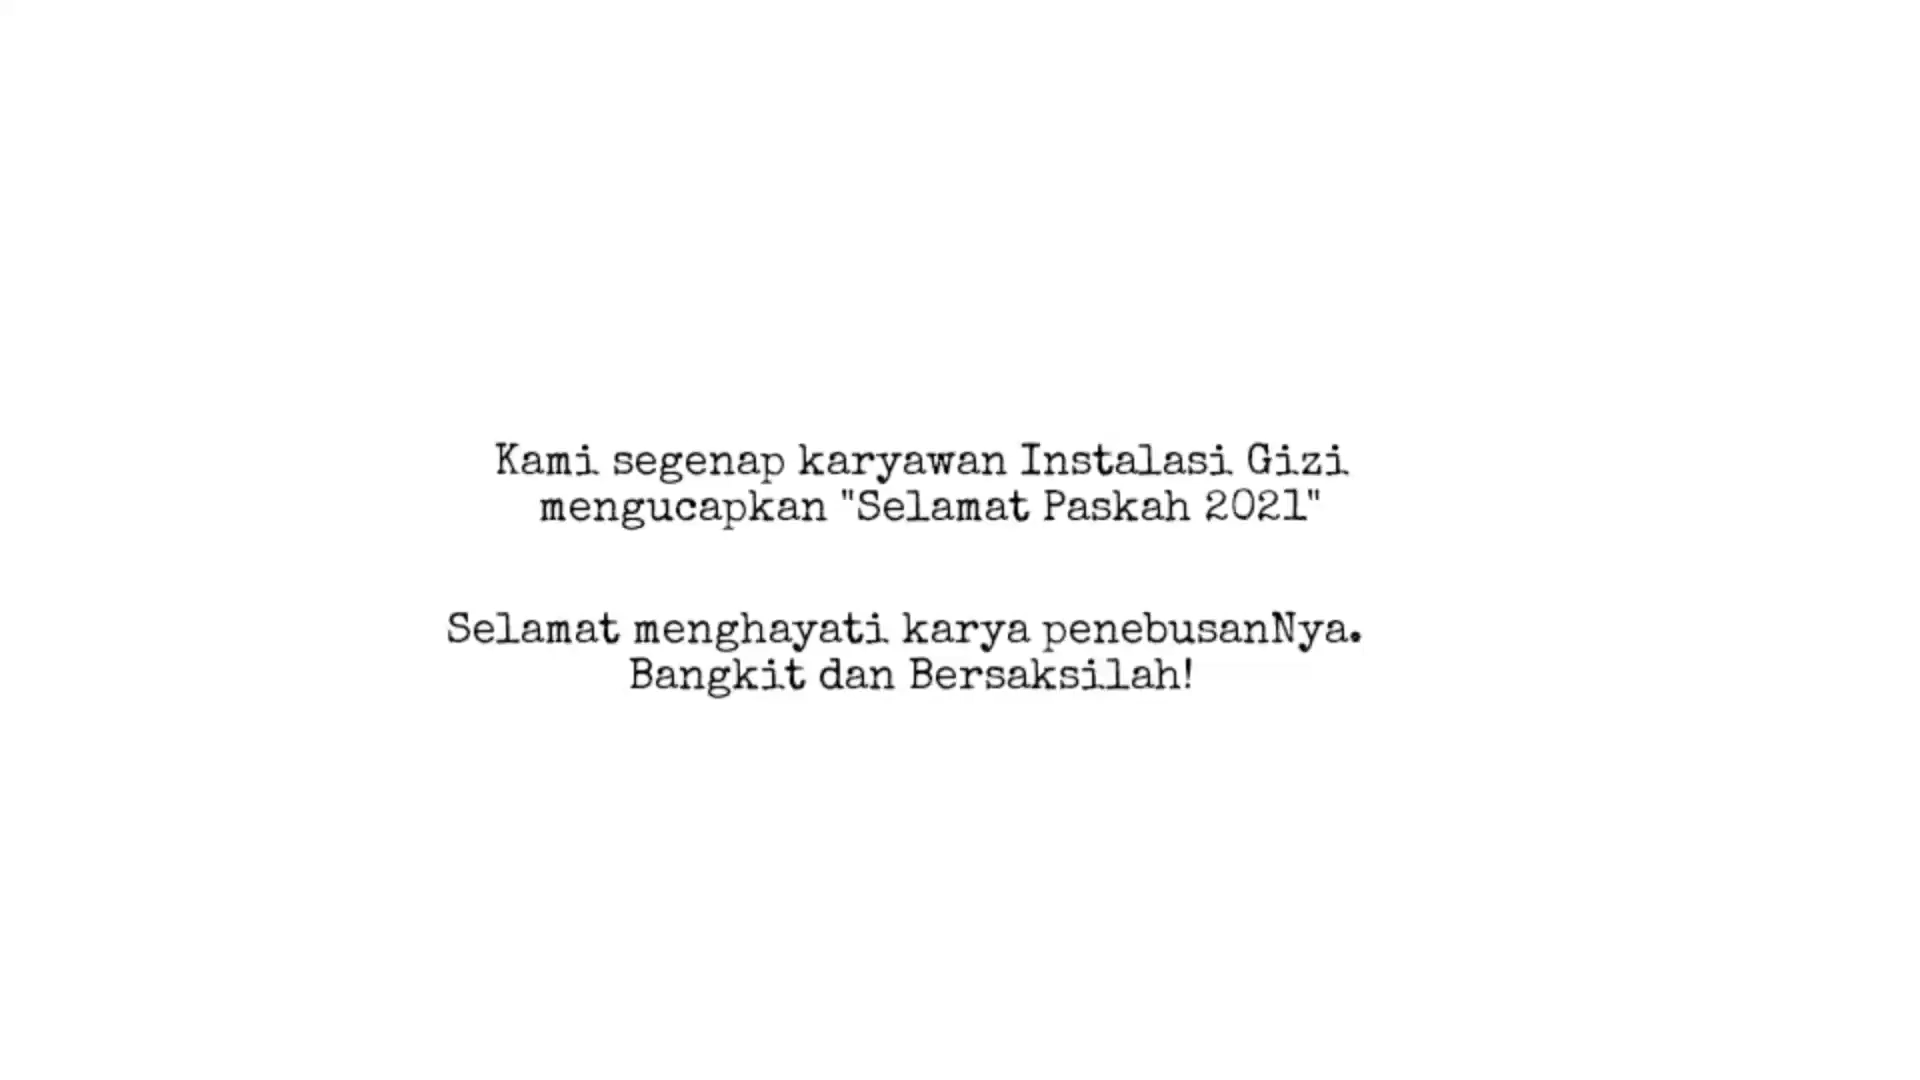 Kami segenap karyawan Instalasi Gizi
mengucapkan "Selamat Paskah 2021"
Selamat menghayati karya penebusanNya.
Bangkit dan Bersaksilah!